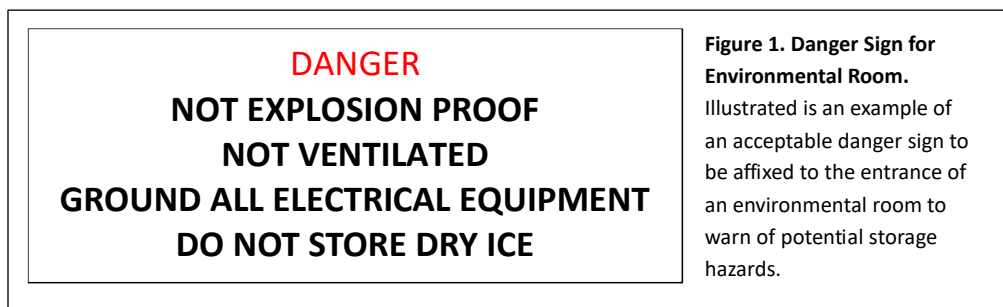 DANGER
NOT EXPLOSION PROOF
NOT VENTILATED
GROUND ALL ELECTRICAL EQUIPMENT
DO NOT STORE DRY ICE
Figure 1. Danger Sign for
Environmental Room.
Illustrated is an example of
an acceptable danger sign to
be affixed to the entrance of
an environmental room to
warn of potential storage
hazards.